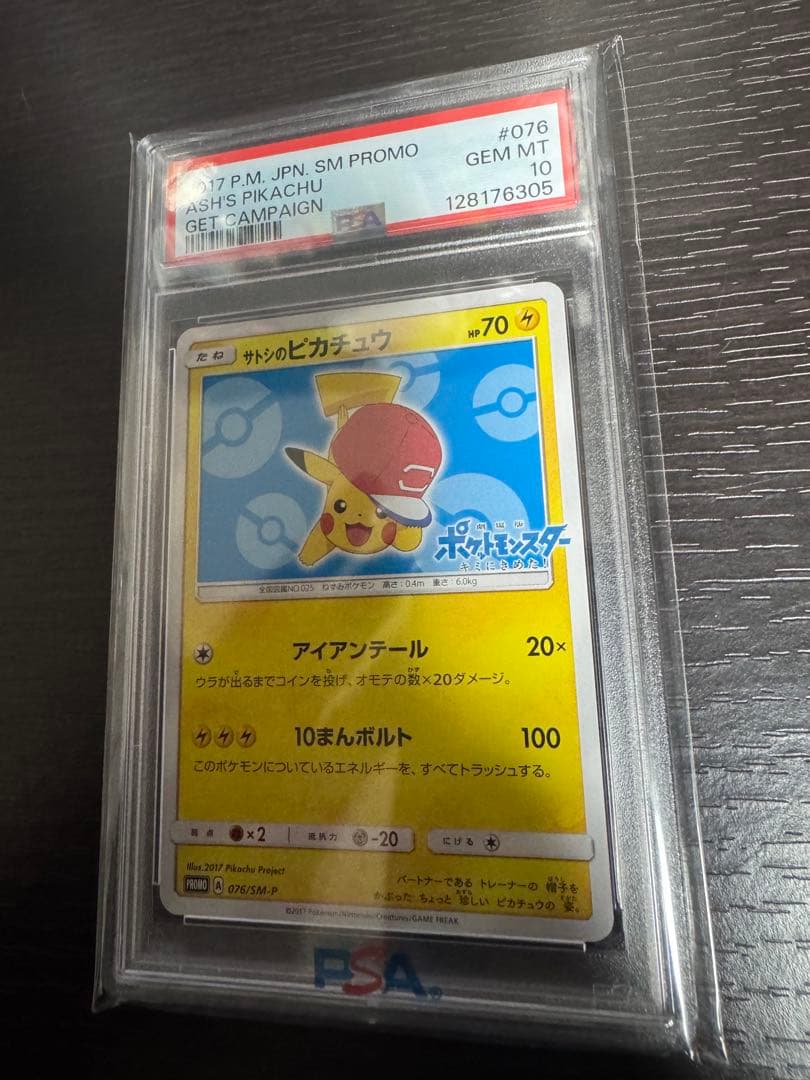 2017 P.M. JPN. SM PROMO #076
ASH'S PIKACHU GEM MT
GET CAMPAIGN 10
128176305
PSA
たね サトシのピカチュウ HP70
C
劇場版
ポケットモンスター
キミにきめた!
全国図鑑NO.025 ねずみポケモン 高さ:0.4m 重さ:6.0kg
アイアンテール 20×
ウラが出るまでコインを投げ、オモテの数×20ダメージ。
10まんボルト 100
このポケモンについているエネルギーを、すべてトラッシュする。
弱点 ×2 抵抗力 -20 にげる
Illus.2017 Pikachu Project
PROMO A 076/SM-P
パートナーである トレーナーの 帽子を
かぶった ちょっと 珍しい ピカチュウの 姿。
©2017 Pokémon/Nintendo/Creatures/GAME FREAK
PSA